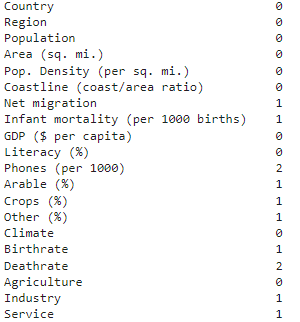 Country 0
Region 0
Population 0
Area (sq. mi.) 0
Pop. Density (per sq. mi.) 0
Coastline (coast/area ratio) 0
Net migration 1
Infant mortality (per 1000 births) 1
GDP ($ per capita) 0
Literacy (%) 0
Phones (per 1000) 2
Arable (%) 1
Crops (%) 1
Other (%) 1
Climate 0
Birthrate 1
Deathrate 2
Agriculture 0
Industry 1
Service 1